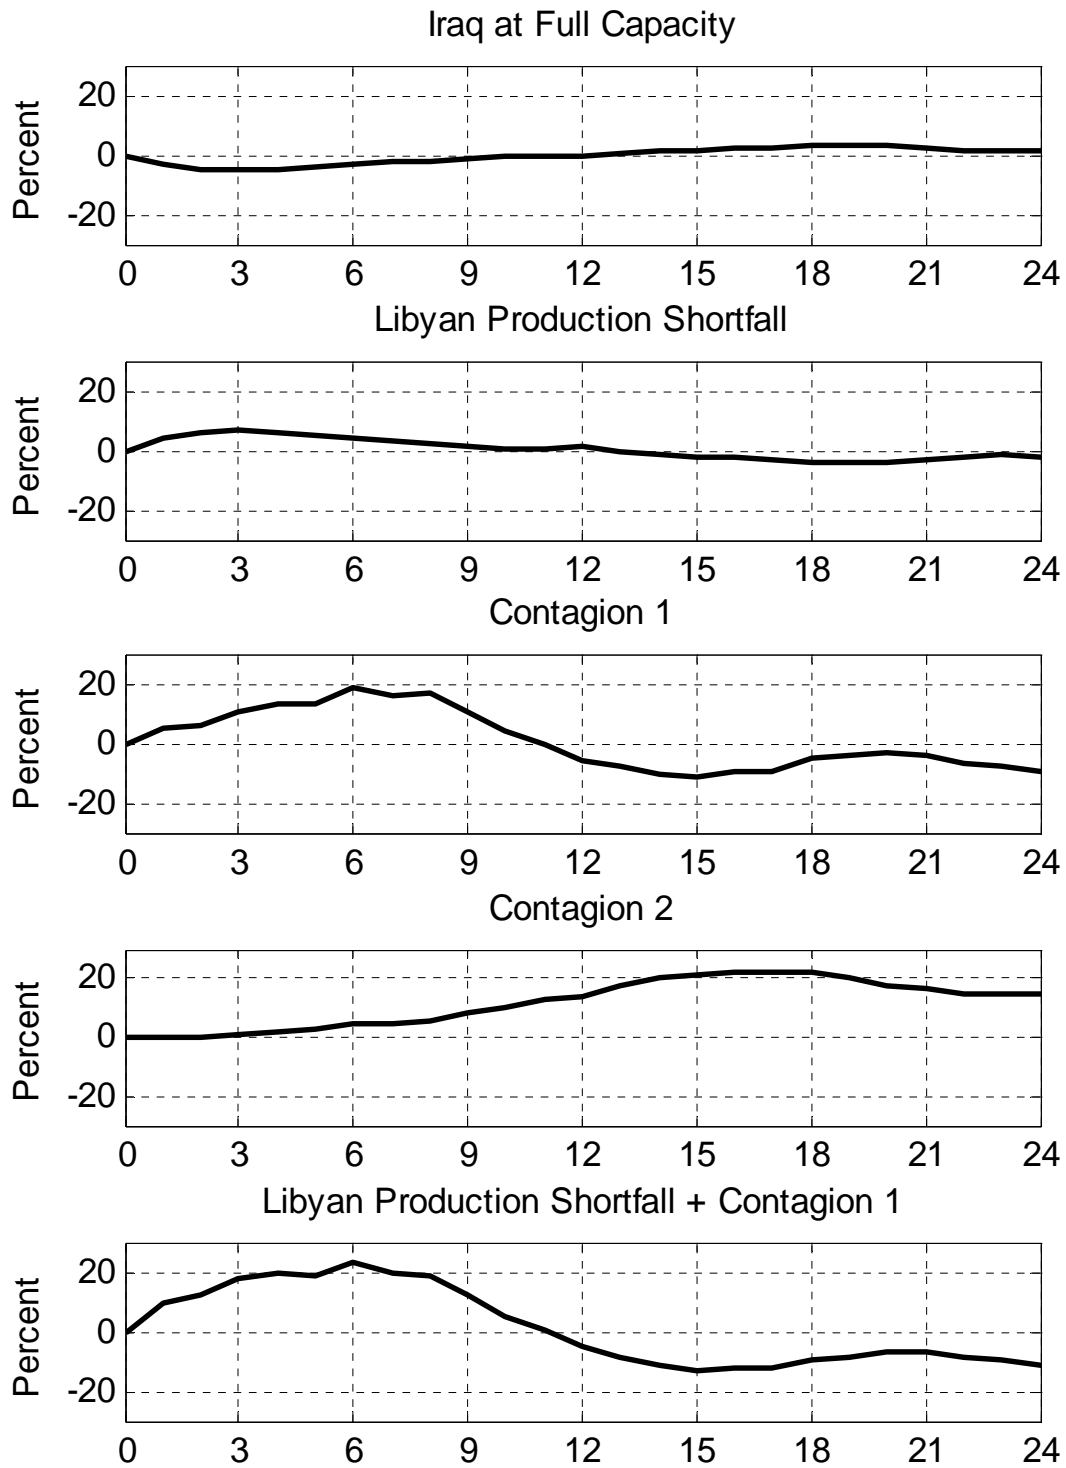 Iraq at Full Capacity
Percent
20
0
-20
0 3 6 9 12 15 18 21 24
Libyan Production Shortfall
Percent
20
0
-20
0 3 6 9 12 15 18 21 24
Contagion 1
Percent
20
0
-20
0 3 6 9 12 15 18 21 24
Contagion 2
Percent
20
0
-20
0 3 6 9 12 15 18 21 24
Libyan Production Shortfall + Contagion 1
Percent
20
0
-20
0 3 6 9 12 15 18 21 24